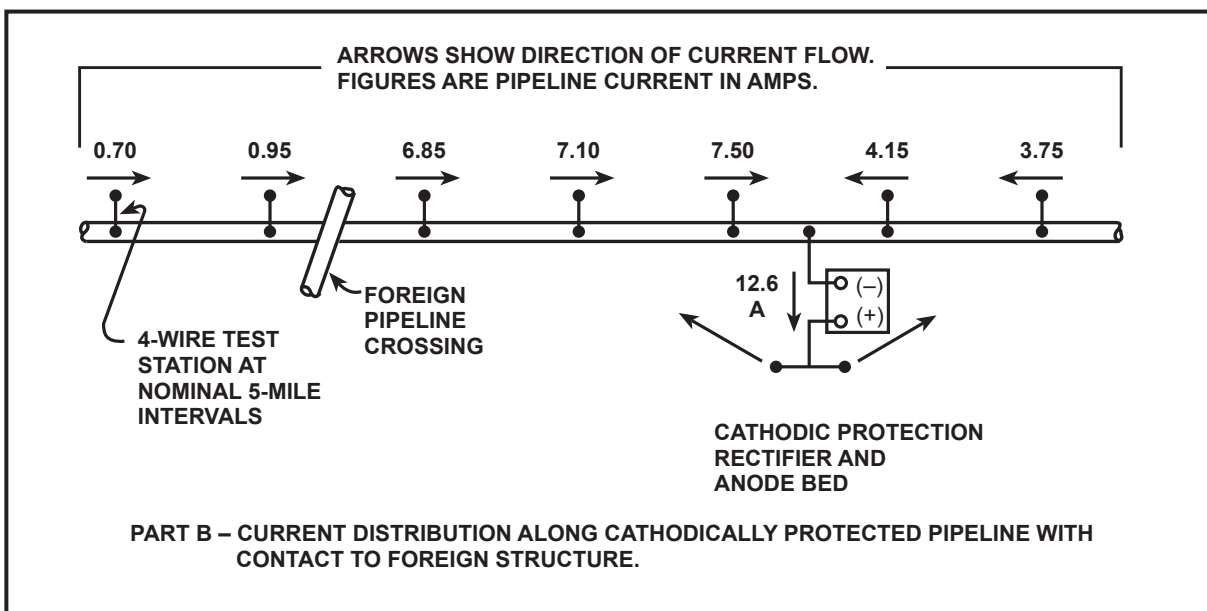 ARROWS SHOW DIRECTION OF CURRENT FLOW.
FIGURES ARE PIPELINE CURRENT IN AMPS.
0.70 0.95 6.85 7.10 7.50 4.15 3.75
12.6
A
(–)
(+)
FOREIGN
PIPELINE
CROSSING
4-WIRE TEST
STATION AT
NOMINAL 5-MILE
INTERVALS
CATHODIC PROTECTION
RECTIFIER AND
ANODE BED
PART B – CURRENT DISTRIBUTION ALONG CATHODICALLY PROTECTED PIPELINE WITH
CONTACT TO FOREIGN STRUCTURE.